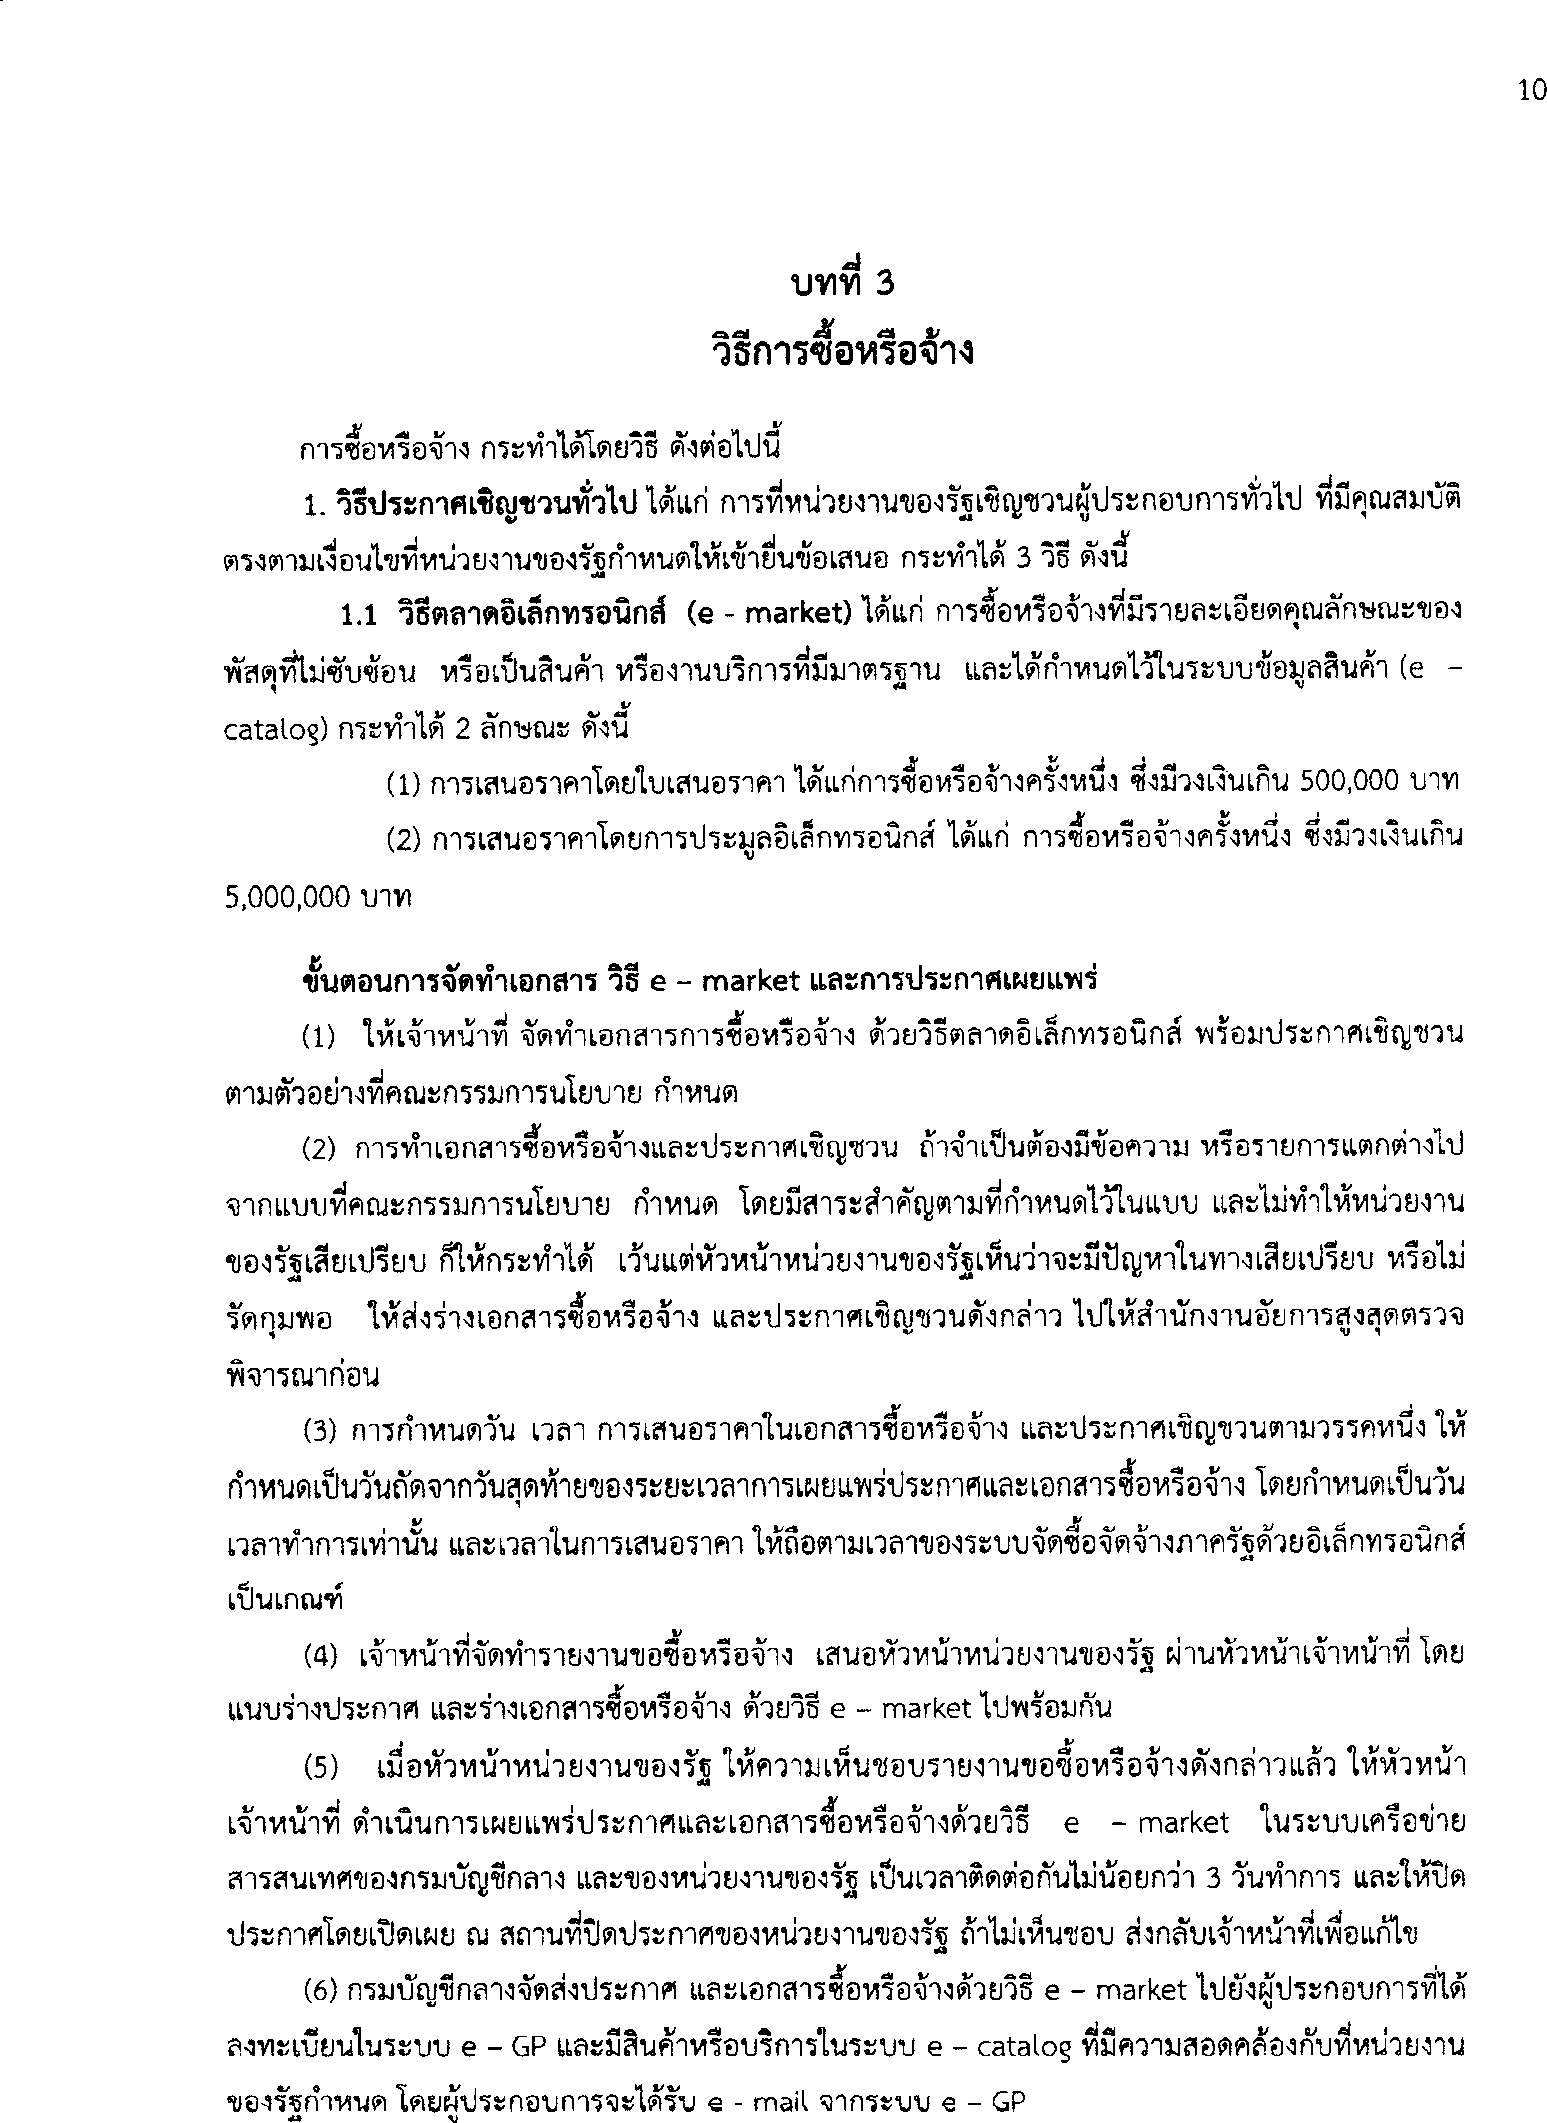 10
บทที่ 3
วิธีการซื้อหรือจ้าง
การซื้อหรือจ้าง กระทำได้โดยวิธี ดังต่อไปนี้
1. วิธีประกาศเชิญชวนทั่วไป ได้แก่ การที่หน่วยงานของรัฐเชิญชวนผู้ประกอบการทั่วไป ที่มีคุณสมบัติ
ตรงตามเงื่อนไขที่หน่วยงานของรัฐกำหนดให้เข้ายื่นข้อเสนอ กระทำได้ 3 วิธี ดังนี้
1.1 วิธีตลาดอิเล็กทรอนิกส์ (e - market) ได้แก่ การซื้อหรือจ้างที่มีรายละเอียดคุณลักษณะของ
พัสดุที่ไม่ซับซ้อน หรือเป็นสินค้า หรืองานบริการที่มีมาตรฐาน และได้กำหนดไว้ในระบบข้อมูลสินค้า (e –
catalog) กระทำได้ 2 ลักษณะ ดังนี้
(1) การเสนอราคาโดยใบเสนอราคา ได้แก่การซื้อหรือจ้างครั้งหนึ่ง ซึ่งมีวงเงินเกิน 500,000 บาท
(2) การเสนอราคาโดยการประมูลอิเล็กทรอนิกส์ ได้แก่ การซื้อหรือจ้างครั้งหนึ่ง ซึ่งมีวงเงินเกิน
5,000,000 บาท
ขั้นตอนการจัดทำเอกสาร วิธี e – market และการประกาศเผยแพร่
(1) ให้เจ้าหน้าที่ จัดทำเอกสารการซื้อหรือจ้าง ด้วยวิธีตลาดอิเล็กทรอนิกส์ พร้อมประกาศเชิญชวน
ตามตัวอย่างที่คณะกรรมการนโยบาย กำหนด
(2) การทำเอกสารซื้อหรือจ้างและประกาศเชิญชวน ถ้าจำเป็นต้องมีข้อความ หรือรายการแตกต่างไป
จากแบบที่คณะกรรมการนโยบาย กำหนด โดยมีสาระสำคัญตามที่กำหนดไว้ในแบบ และไม่ทำให้หน่วยงาน
ของรัฐเสียเปรียบ ก็ให้กระทำได้ เว้นแต่หัวหน้าหน่วยงานของรัฐเห็นว่าจะมีปัญหาในทางเสียเปรียบ หรือไม่
รัดกุมพอ ให้ส่งร่างเอกสารซื้อหรือจ้าง และประกาศเชิญชวนดังกล่าว ไปให้สำนักงานอัยการสูงสุดตรวจ
พิจารณาก่อน
(3) การกำหนดวัน เวลา การเสนอราคาในเอกสารซื้อหรือจ้าง และประกาศเชิญชวนตามวรรคหนึ่ง ให้
กำหนดเป็นวันถัดจากวันสุดท้ายของระยะเวลาการเผยแพร่ประกาศและเอกสารซื้อหรือจ้าง โดยกำหนดเป็นวัน
เวลาทำการเท่านั้น และเวลาในการเสนอราคา ให้ถือตามเวลาของระบบจัดซื้อจัดจ้างภาครัฐด้วยอิเล็กทรอนิกส์
เป็นเกณฑ์
(4) เจ้าหน้าที่จัดทำรายงานขอซื้อหรือจ้าง เสนอหัวหน้าหน่วยงานของรัฐ ผ่านหัวหน้าเจ้าหน้าที่ โดย
แนบร่างประกาศ และร่างเอกสารซื้อหรือจ้าง ด้วยวิธี e – market ไปพร้อมกัน
(5) เมื่อหัวหน้าหน่วยงานของรัฐ ให้ความเห็นชอบรายงานขอซื้อหรือจ้างดังกล่าวแล้ว ให้หัวหน้า
เจ้าหน้าที่ ดำเนินการเผยแพร่ประกาศและเอกสารซื้อหรือจ้างด้วยวิธี e – market ในระบบเครือข่าย
สารสนเทศของกรมบัญชีกลาง และของหน่วยงานของรัฐ เป็นเวลาติดต่อกันไม่น้อยกว่า 3 วันทำการ และให้ปิด
ประกาศโดยเปิดเผย ณ สถานที่ปิดประกาศของหน่วยงานของรัฐ ถ้าไม่เห็นชอบ ส่งกลับเจ้าหน้าที่เพื่อแก้ไข
(6) กรมบัญชีกลางจัดส่งประกาศ และเอกสารซื้อหรือจ้างด้วยวิธี e – market ไปยังผู้ประกอบการที่ได้
ลงทะเบียนในระบบ e – GP และมีสินค้าหรือบริการในระบบ e – catalog ที่มีความสอดคล้องกับที่หน่วยงาน
ของรัฐกำหนด โดยผู้ประกอบการจะได้รับ e - mail จากระบบ e – GP